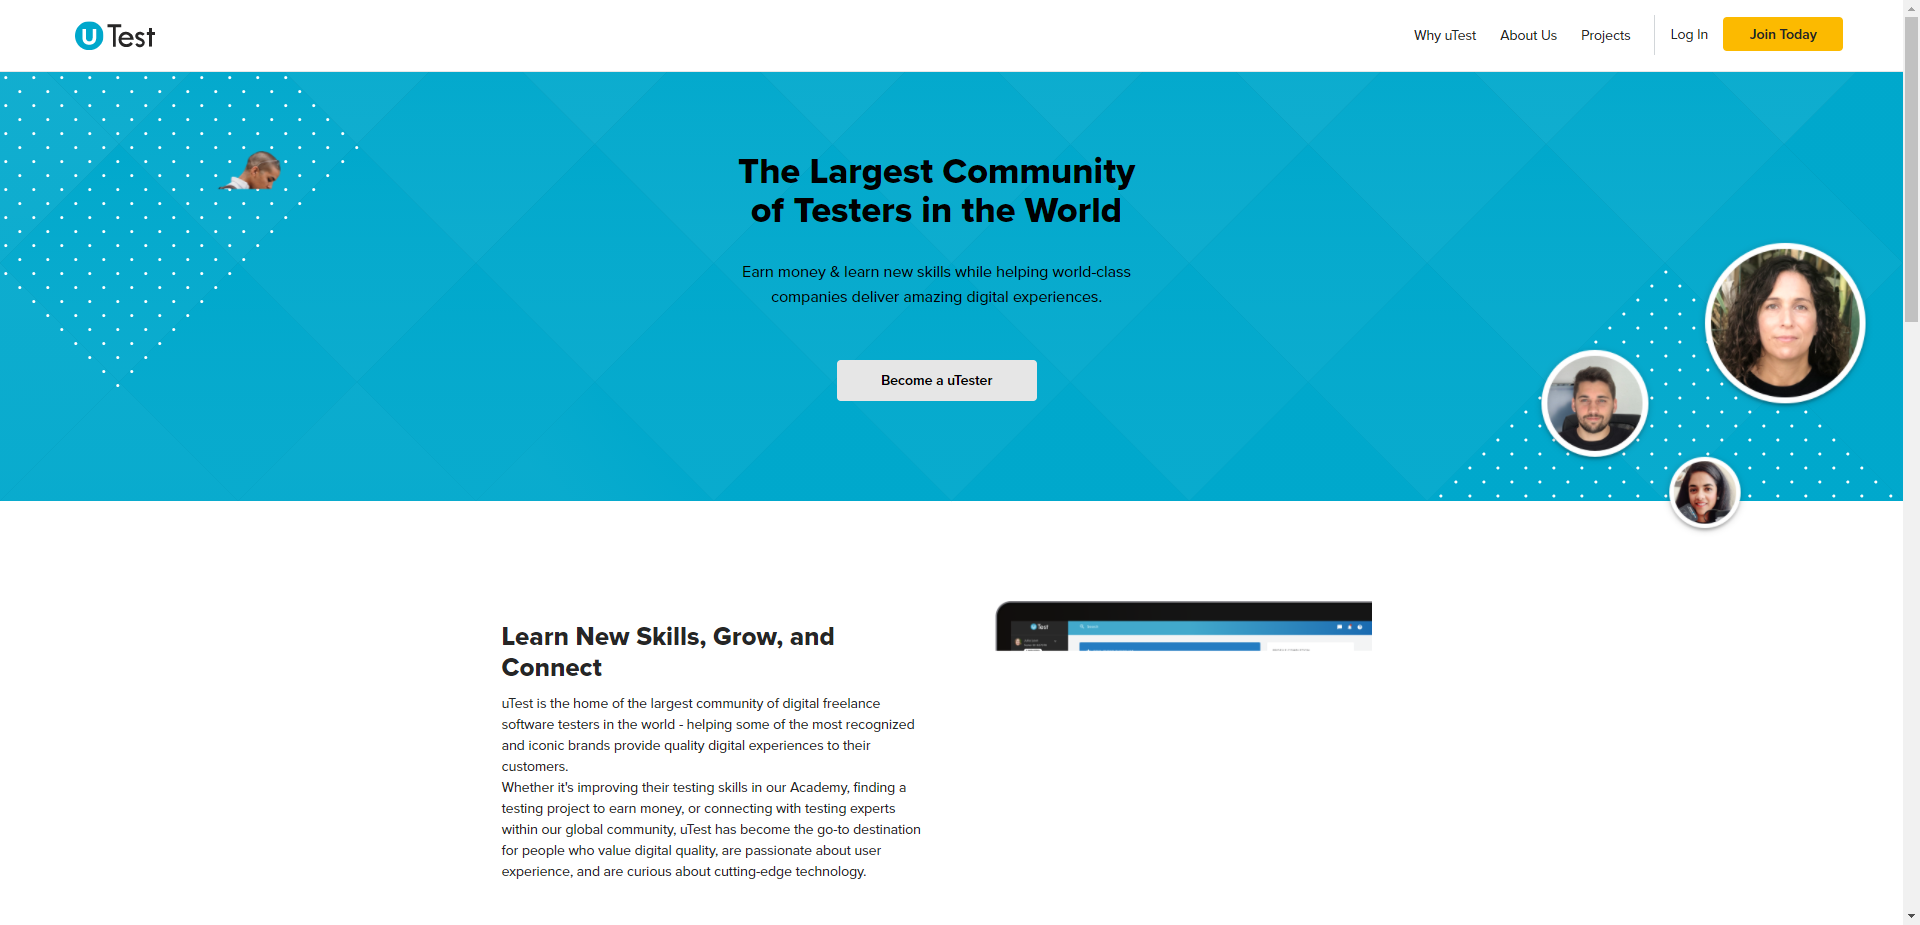 uTest
Why uTest
About Us
Projects
Log In
Join Today
The Largest Community
of Testers in the World
Earn money & learn new skills while helping world-class
companies deliver amazing digital experiences.
Become a uTester
Learn New Skills, Grow, and
Connect
uTest is the home of the largest community of digital freelance
software testers in the world - helping some of the most recognized
and iconic brands provide quality digital experiences to their
customers.
Whether it's improving their testing skills in our Academy, finding a
testing project to earn money, or connecting with testing experts
within our global community, uTest has become the go-to destination
for people who value digital quality, are passionate about user
experience, and are curious about cutting-edge technology.
uTest
Search